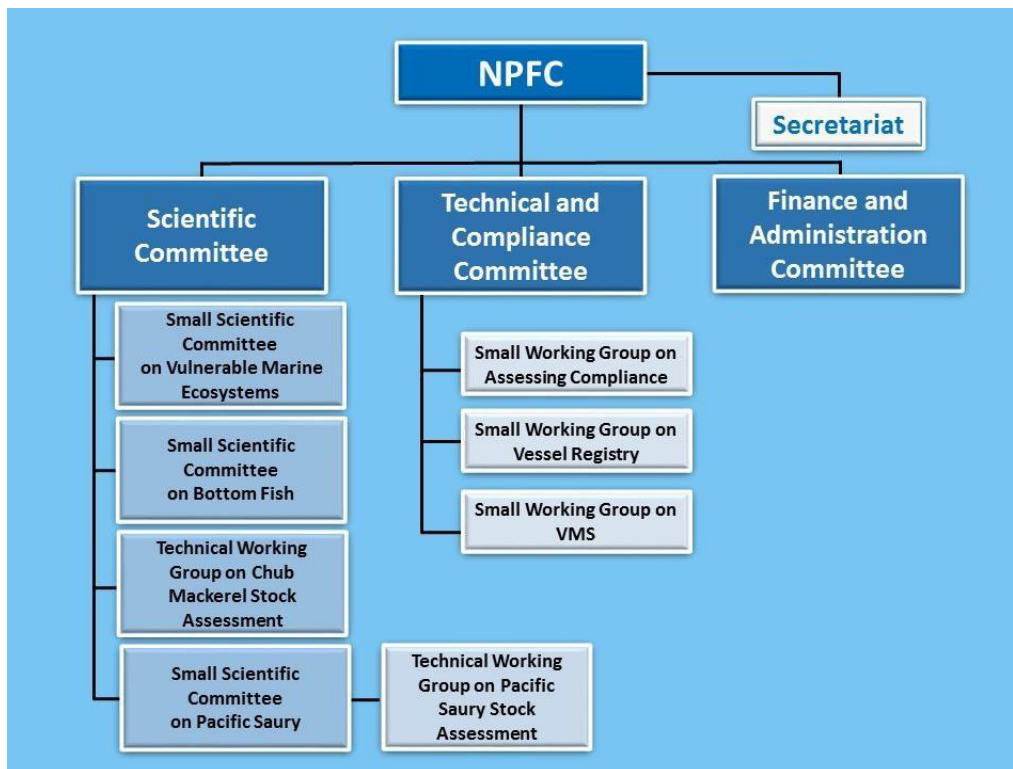 NPFC
Secretariat
Scientific
Committee
Technical and
Compliance
Committee
Finance and
Administration
Committee
Small Scientific
Committee
on Vulnerable Marine
Ecosystems
Small Scientific
Committee
on Bottom Fish
Technical Working
Group on Chub
Mackerel Stock
Assessment
Small Scientific
Committee
on Pacific Saury
Technical Working
Group on Pacific
Saury Stock
Assessment
Small Working Group on
Assessing Compliance
Small Working Group on
Vessel Registry
Small Working Group on
VMS